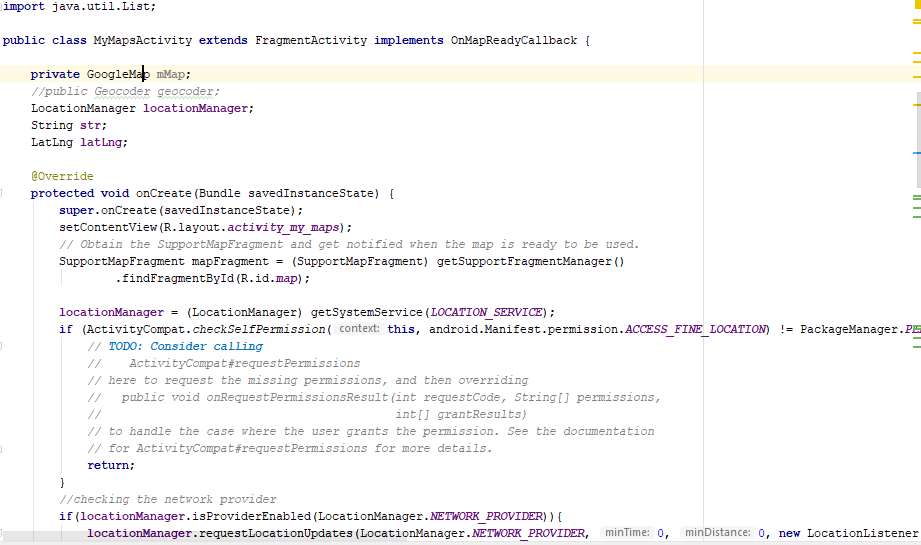 import java.util.List;
public class MyMapsActivity extends FragmentActivity implements OnMapReadyCallback {
private GoogleMap mMap;
//public Geocoder geocoder;
LocationManager locationManager;
String str;
LatLng latLng;
@Override
protected void onCreate(Bundle savedInstanceState) {
super.onCreate(savedInstanceState);
setContentView(R.layout.activity_my_maps);
// Obtain the SupportMapFragment and get notified when the map is ready to be used.
SupportMapFragment mapFragment = (SupportMapFragment) getSupportFragmentManager()
.findFragmentById(R.id.map);
locationManager = (LocationManager) getSystemService(LOCATION_SERVICE);
if (ActivityCompat.checkSelfPermission( context: this, android.Manifest.permission.ACCESS_FINE_LOCATION) != PackageManager.
// TODO: Consider calling
// ActivityCompat#requestPermissions
// here to request the missing permissions, and then overriding
// public void onRequestPermissionsResult(int requestCode, String[] permissions,
// int[] grantResults)
// to handle the case where the user grants the permission. See the documentation
// for ActivityCompat#requestPermissions for more details.
return;
}
//checking the network provider
if(locationManager.isProviderEnabled(LocationManager.NETWORK_PROVIDER)){
locationManager.requestLocationUpdates(LocationManager.NETWORK_PROVIDER, minTime: 0, minDistance: 0, new LocationListener